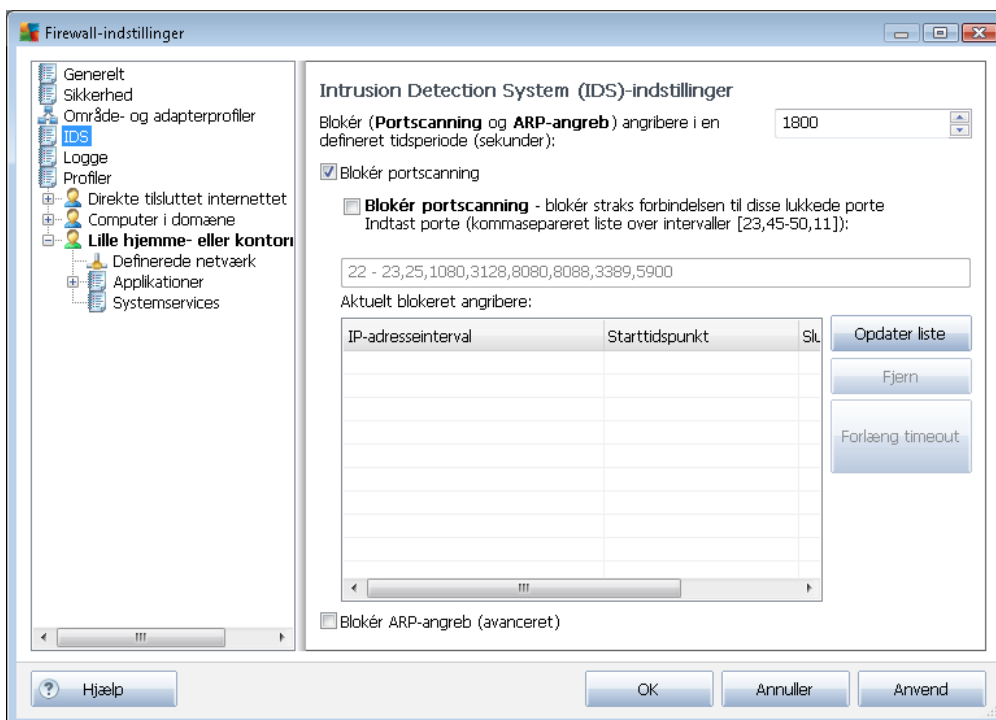 Firewall-indstillinger
Generelt
Sikkerhed
Område- og adapterprofiler
IDS
Logge
Profiler
Direkte tilsluttet internettet
Computer i domæne
Lille hjemme- eller kontorr
Definerede netværk
Applikationer
Systemservices
Intrusion Detection System (IDS)-indstillinger
Blokér (Portscanning og ARP-angreb) angribere i en
defineret tidsperiode (sekunder):
1800
Blokér portscanning
Blokér portscanning - blokér straks forbindelsen til disse lukkede porte
Indtast porte (kommasepareret liste over intervaller [23,45-50,11]):
22 - 23,25,1080,3128,8080,8088,3389,5900
Aktuelt blokeret angribere:
IP-adresseinterval Starttidspunkt Slu
Opdater liste
Fjern
Forlæng timeout
Blokér ARP-angreb (avanceret)
Hjælp
OK
Annuller
Anvend